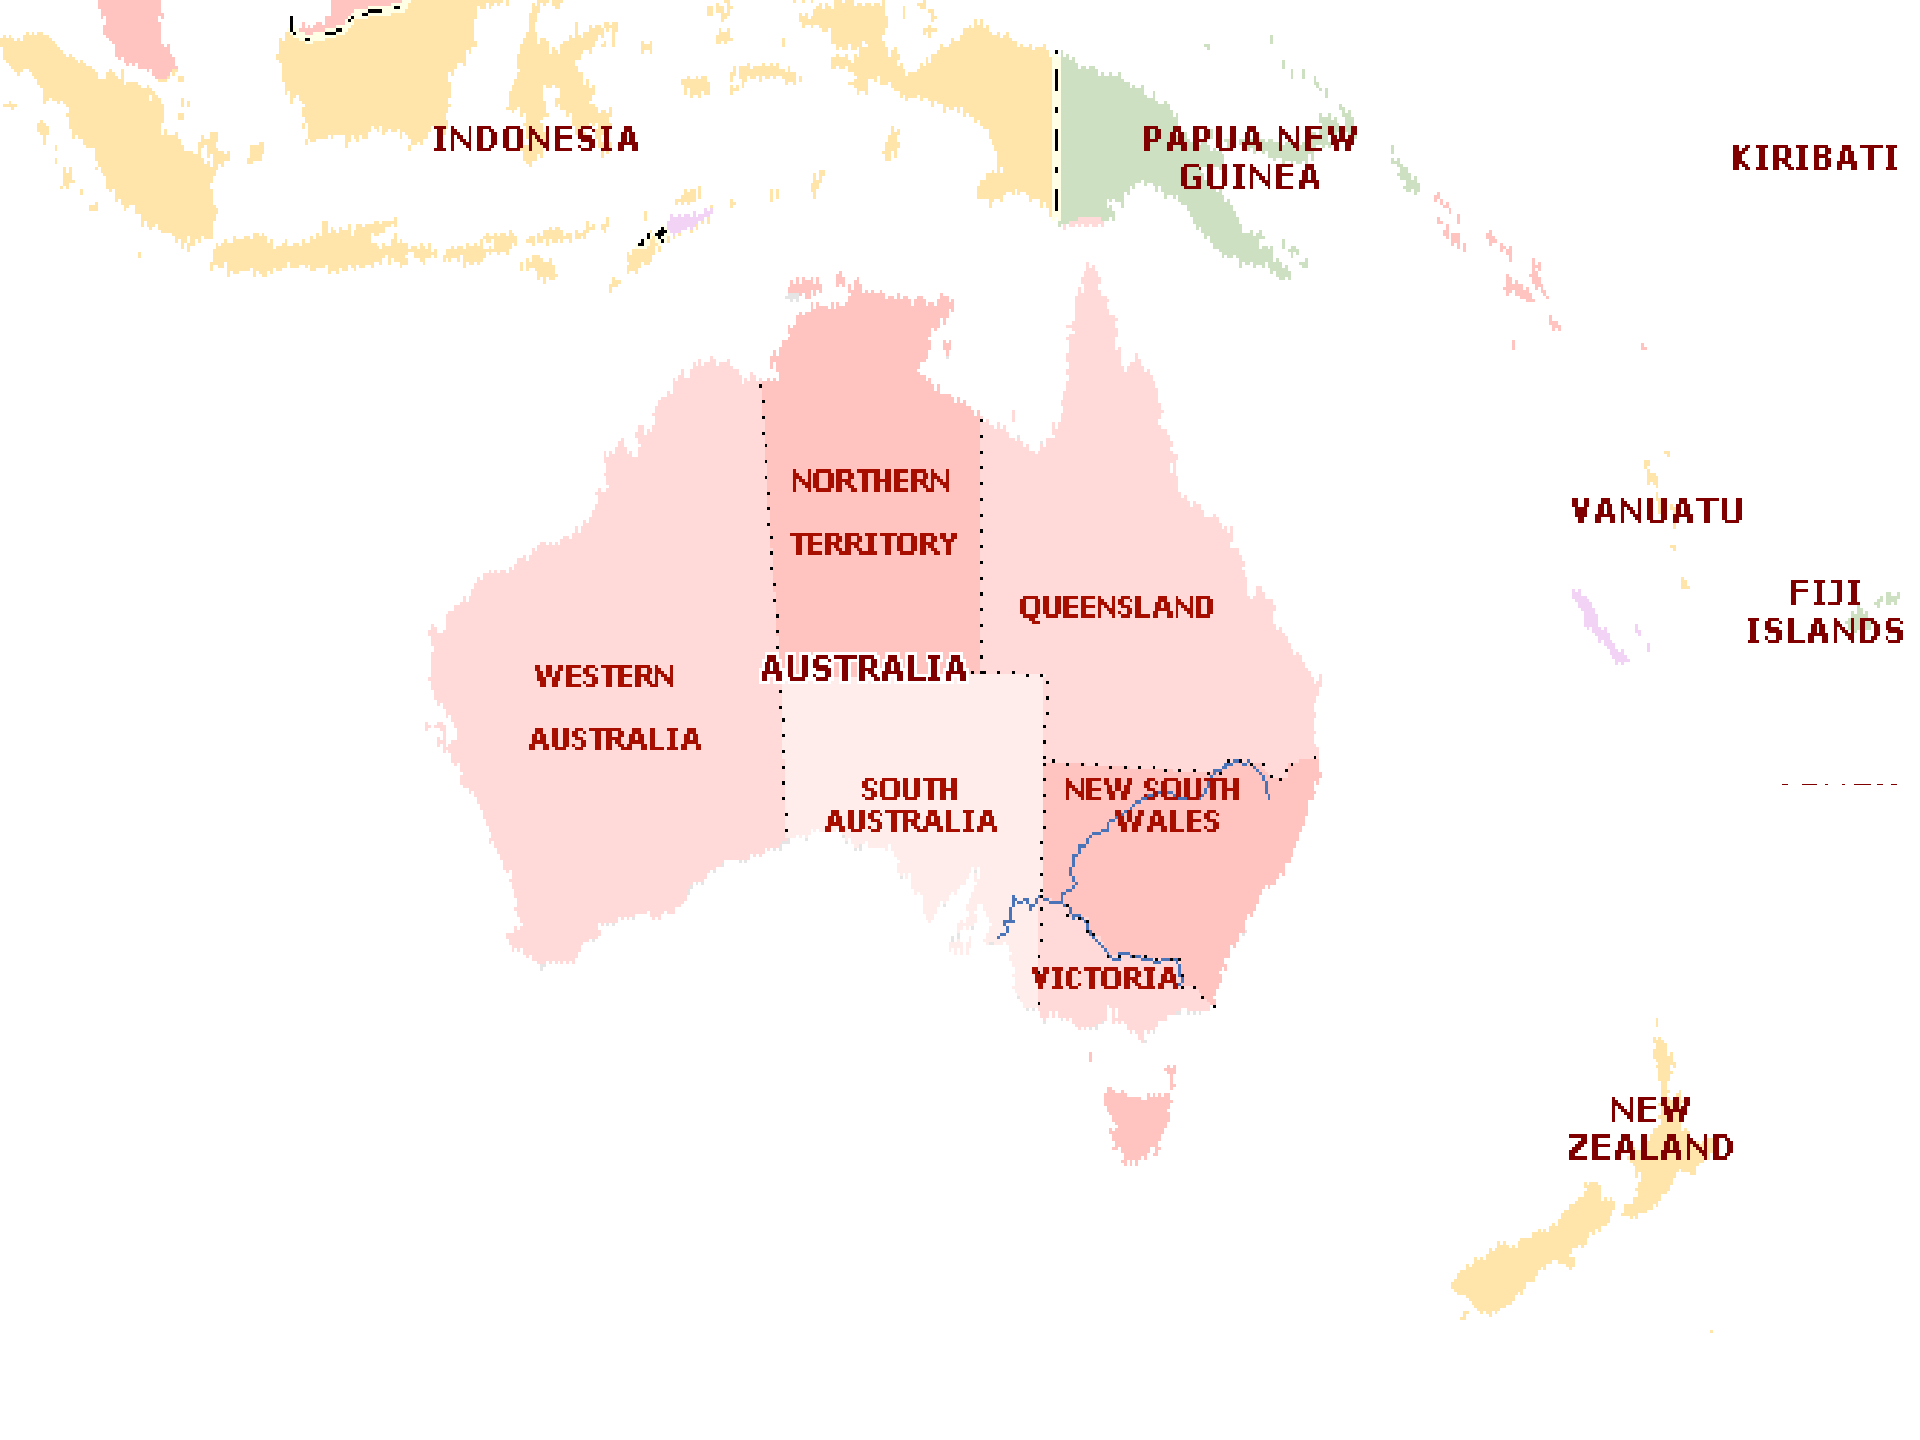 INDONESIA
PAPUA NEW
GUINEA
KIRIBATI
NORTHERN
TERRITORY
VANUATU
FIJI
ISLANDS
QUEENSLAND
AUSTRALIA
WESTERN
AUSTRALIA
SOUTH
AUSTRALIA
NEW SOUTH
WALES
VICTORIA
NEW
ZEALAND